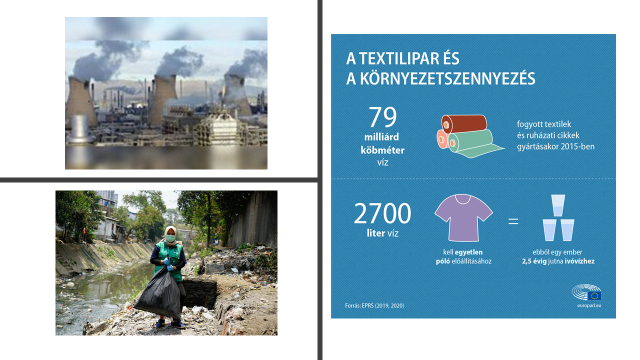 A TEXTILIPAR ÉS
A KÖRNYEZETSZENNYEZÉS
79
milliárd
köbméter
víz
fogyott textilek
és ruházati cikkek
gyártásakor 2015-ben
2700
liter víz
kell egyetlen
póló előállításához
=
ebből egy ember
2,5 évig jutna ivóvízhez
Forrás: EPRS (2019, 2020)
europarl.eu